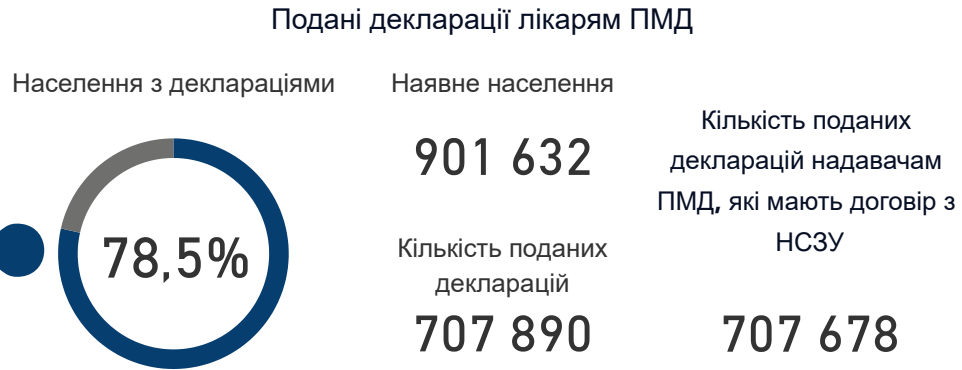 Подані декларації лікарям ПМД
Населення з деклараціями
78,5%
Наявне населення
901 632
Кількість поданих
декларацій
707 890
Кількість поданих
декларацій надавачам
ПМД, які мають договір з
НСЗУ
707 678